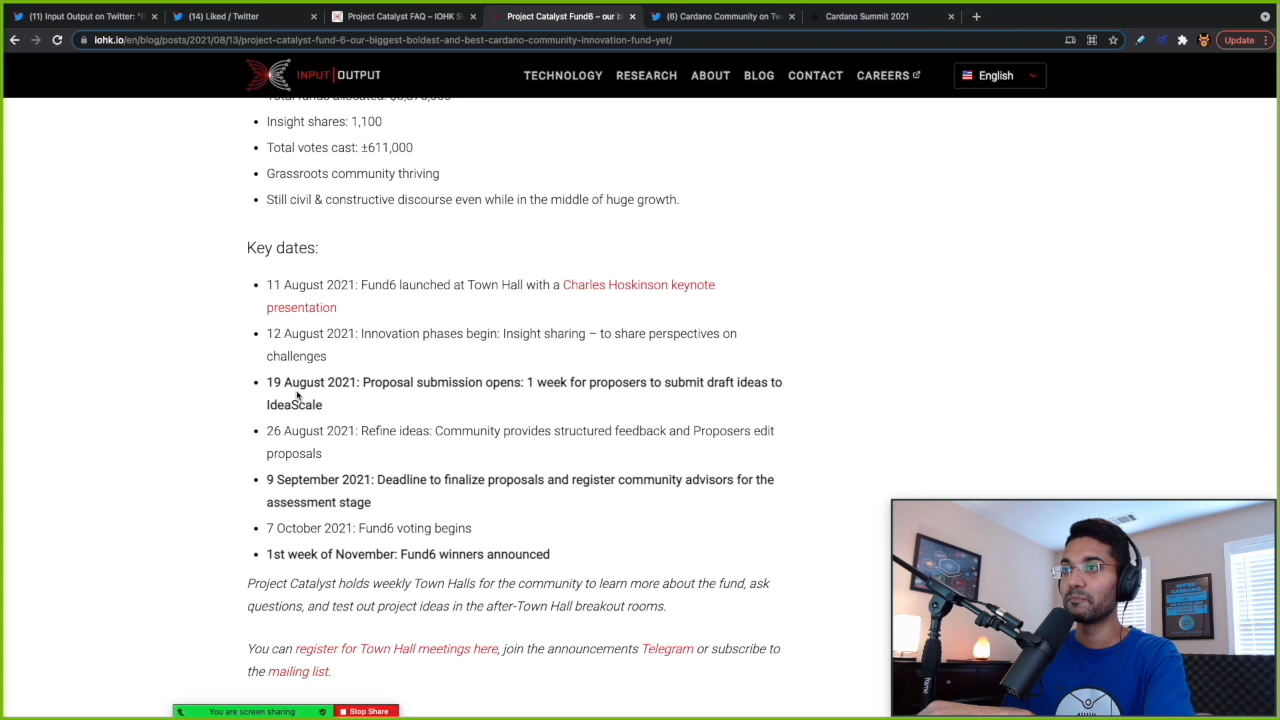 (11) Input Output on Twitter: "I
(14) Liked / Twitter
Project Catalyst FAQ – IOHK S
Project Catalyst Fund6 – our b
(6) Cardano Community on Tw
Cardano Summit 2021
iohk.io/en/blog/posts/2021/08/13/project-catalyst-fund-6-our-biggest-boldest-and-best-cardano-community-innovation-fund-yet/
Update
INPUT OUTPUT
TECHNOLOGY RESEARCH ABOUT BLOG CONTACT CAREERS
English
Total funds allocated:
Insight shares: 1,100
Total votes cast: ±611,000
Grassroots community thriving
Still civil & constructive discourse even while in the middle of huge growth.
Key dates:
11 August 2021: Fund6 launched at Town Hall with a Charles Hoskinson keynote
presentation
12 August 2021: Innovation phases begin: Insight sharing – to share perspectives on
challenges
19 August 2021: Proposal submission opens: 1 week for proposers to submit draft ideas to
IdeaScale
26 August 2021: Refine ideas: Community provides structured feedback and Proposers edit
proposals
9 September 2021: Deadline to finalize proposals and register community advisors for the
assessment stage
7 October 2021: Fund6 voting begins
1st week of November: Fund6 winners announced
Project Catalyst holds weekly Town Halls for the community to learn more about the fund, ask
questions, and test out project ideas in the after-Town Hall breakout rooms.
You can register for Town Hall meetings here, join the announcements Telegram or subscribe to
the mailing list.
You are screen sharing
Stop Share